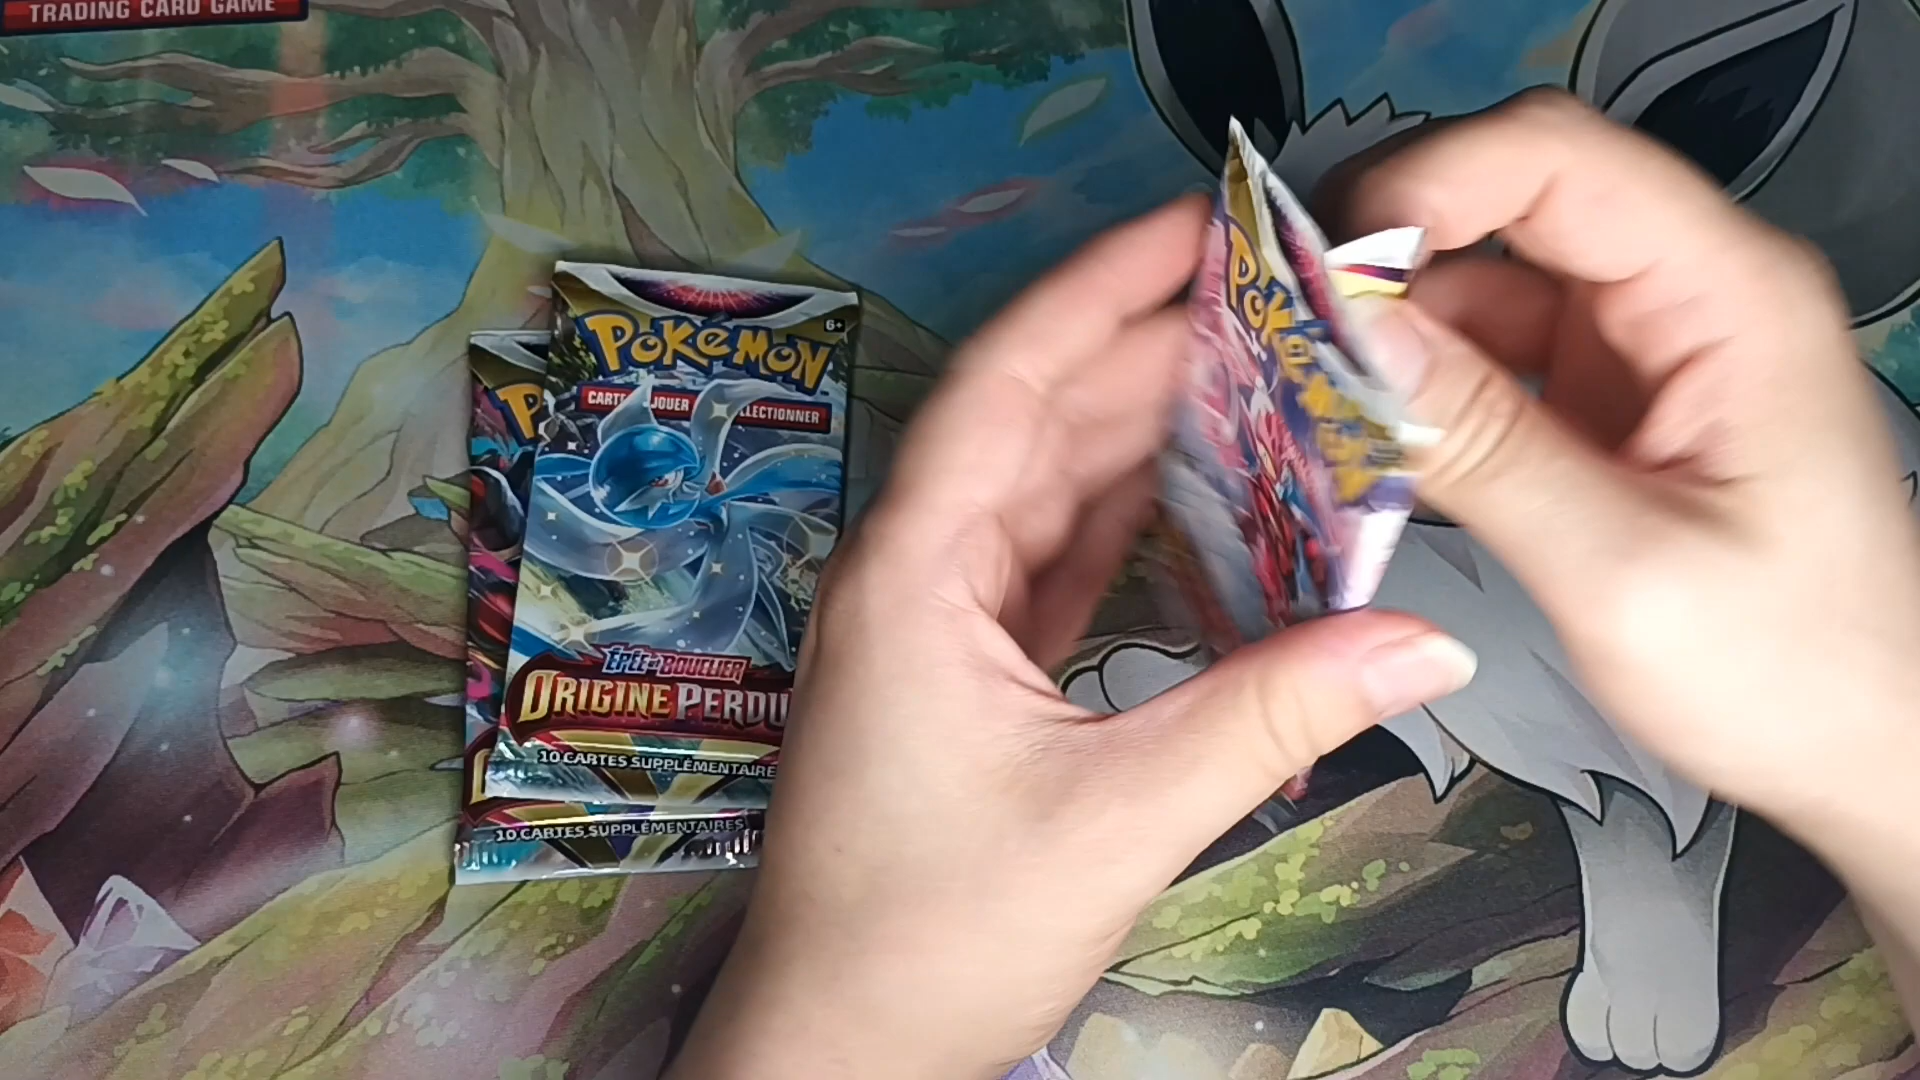 TRADING CARD GAME
POKéMON
6+
CARTE JOUER LLECTIONNER
ÉPÉE ET BOUCLIER
ORIGINE PERDU
10 CARTES SUPPLÉMENTAIRE
P
10 CARTES SUPPLÉMENTAIRES
POKéMON